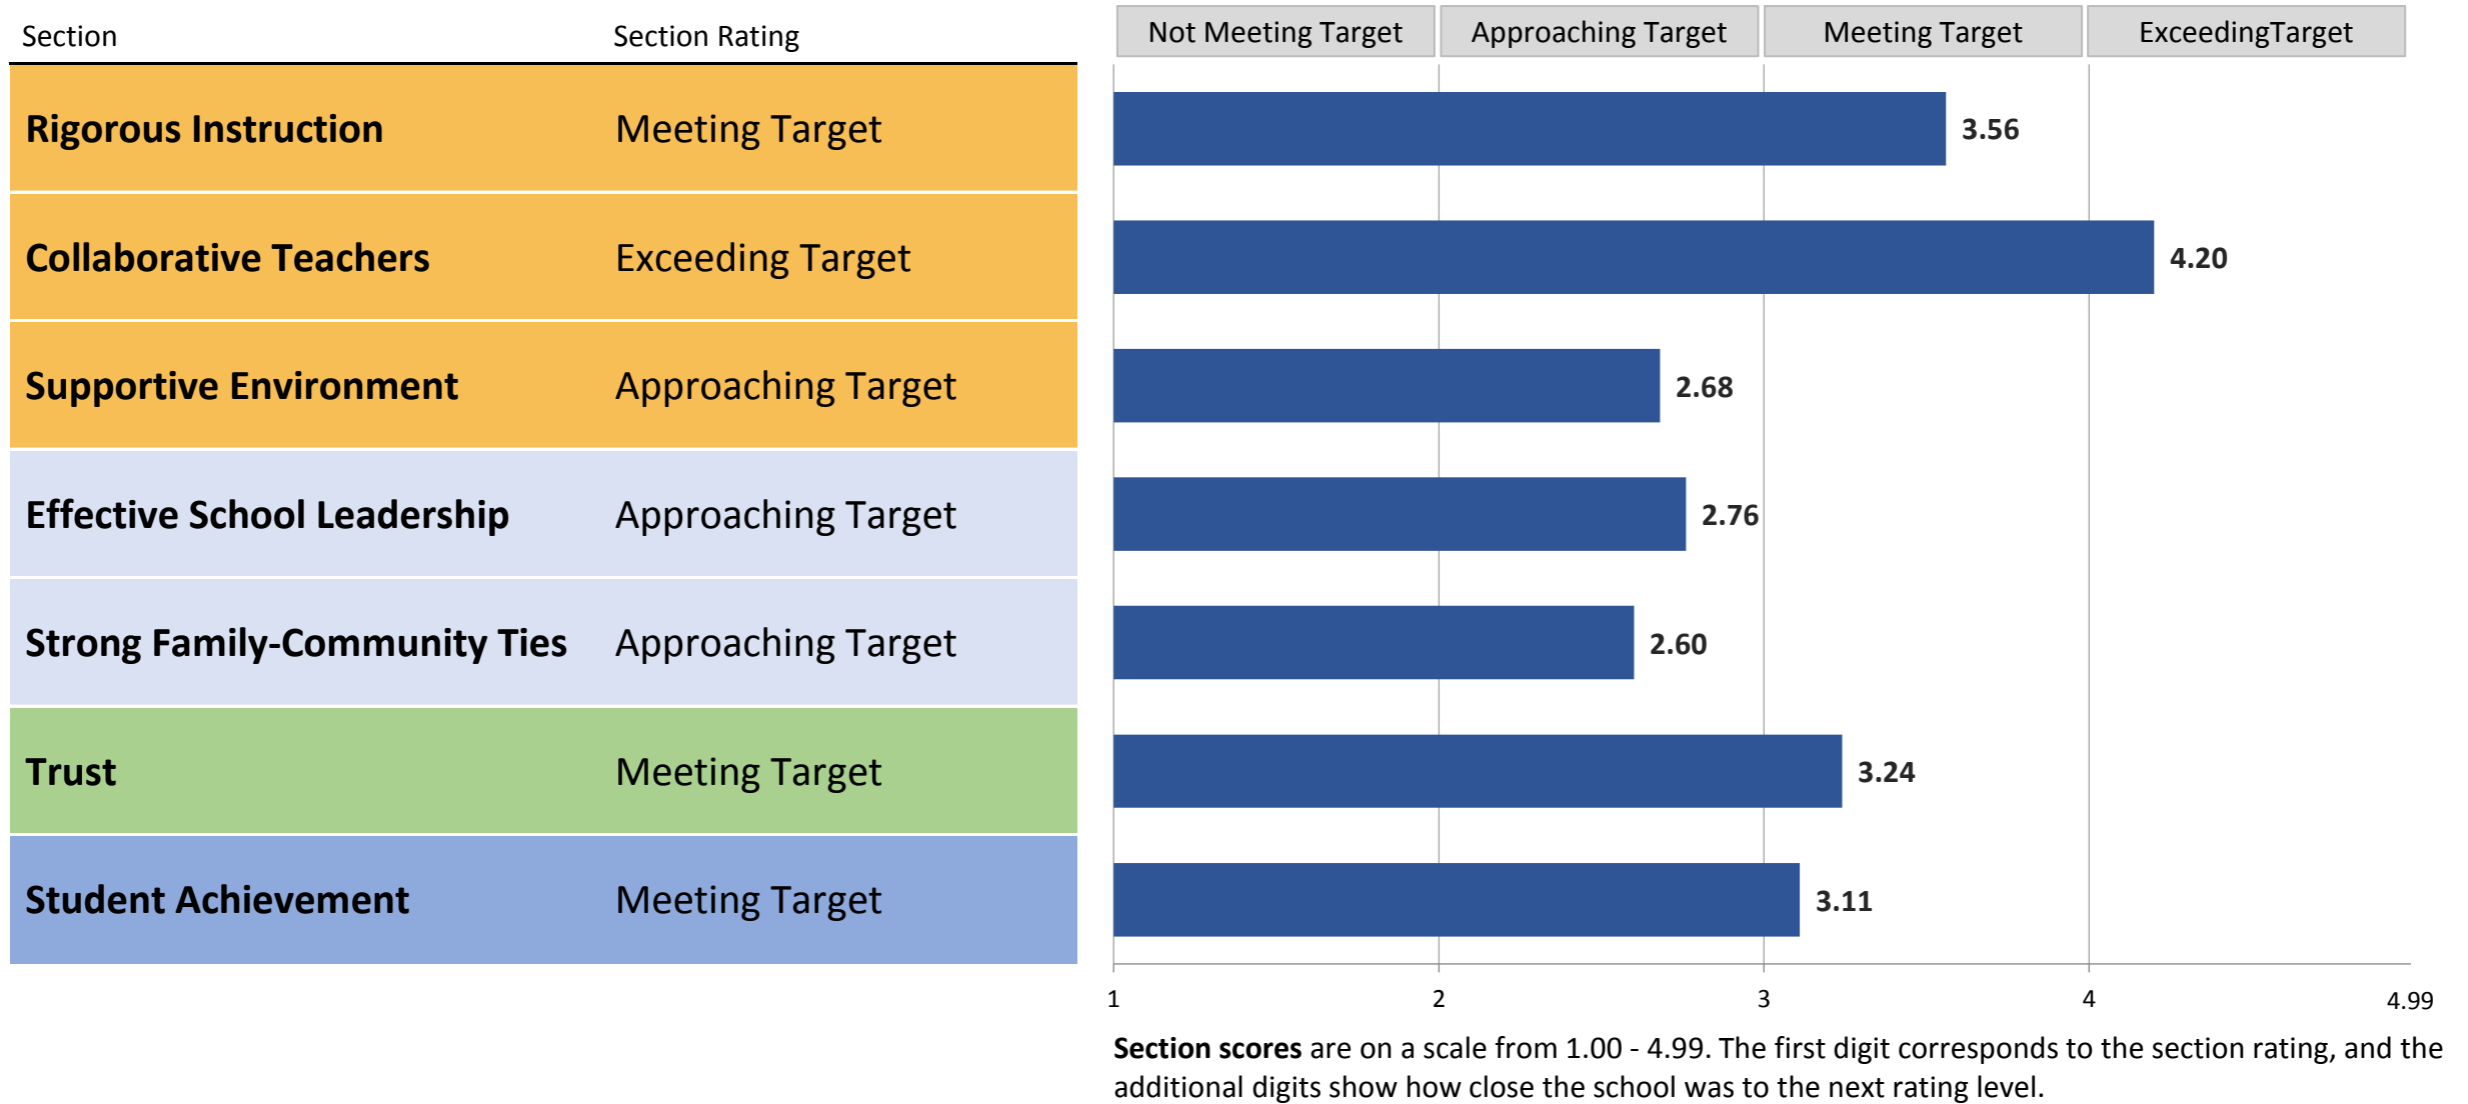 Section Section Rating Not Meeting Target Approaching Target Meeting Target ExceedingTarget
Rigorous Instruction Meeting Target 3.56
Collaborative Teachers Exceeding Target 4.20
Supportive Environment Approaching Target 2.68
Effective School Leadership Approaching Target 2.76
Strong Family-Community Ties Approaching Target 2.60
Trust Meeting Target 3.24
Student Achievement Meeting Target 3.11
1 2 3 4 4.99
Section scores are on a scale from 1.00 - 4.99. The first digit corresponds to the section rating, and the
additional digits show how close the school was to the next rating level.